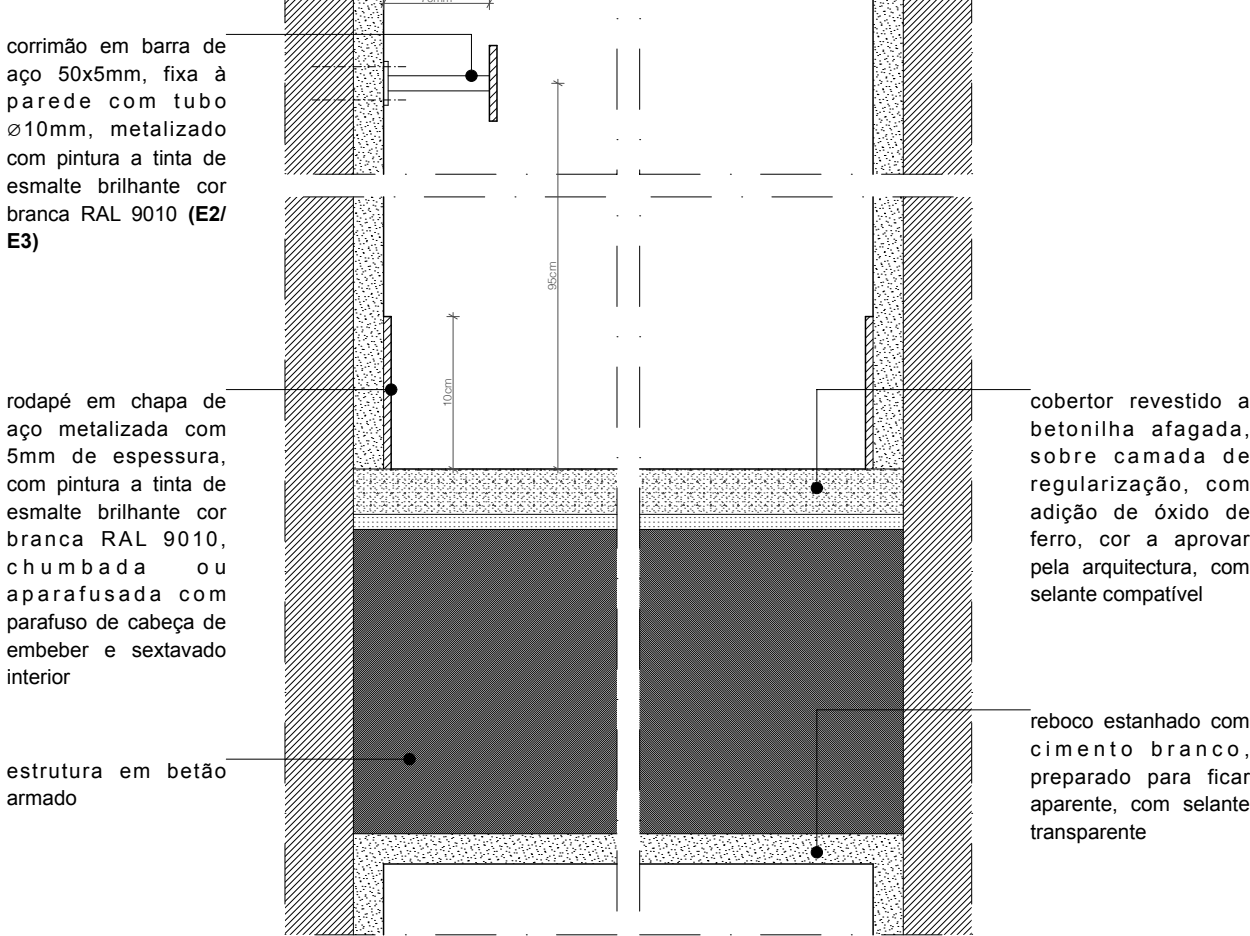 corrimão em barra de
aço 50x5mm, fixa à
parede com tubo
⌀10mm, metalizado
com pintura a tinta de
esmalte brilhante cor
branca RAL 9010 (E2/
E3)
95cm
10cm
rodapé em chapa de
aço metalizada com
5mm de espessura,
com pintura a tinta de
esmalte brilhante cor
branca RAL 9010,
chumbada ou
aparafusada com
parafuso de cabeça de
embeber e sextavado
interior
estrutura em betão
armado
cobertor revestido a
betonilha afagada,
sobre camada de
regularização, com
adição de óxido de
ferro, cor a aprovar
pela arquitectura, com
selante compatível
reboco estanhado com
cimento branco,
preparado para ficar
aparente, com selante
transparente